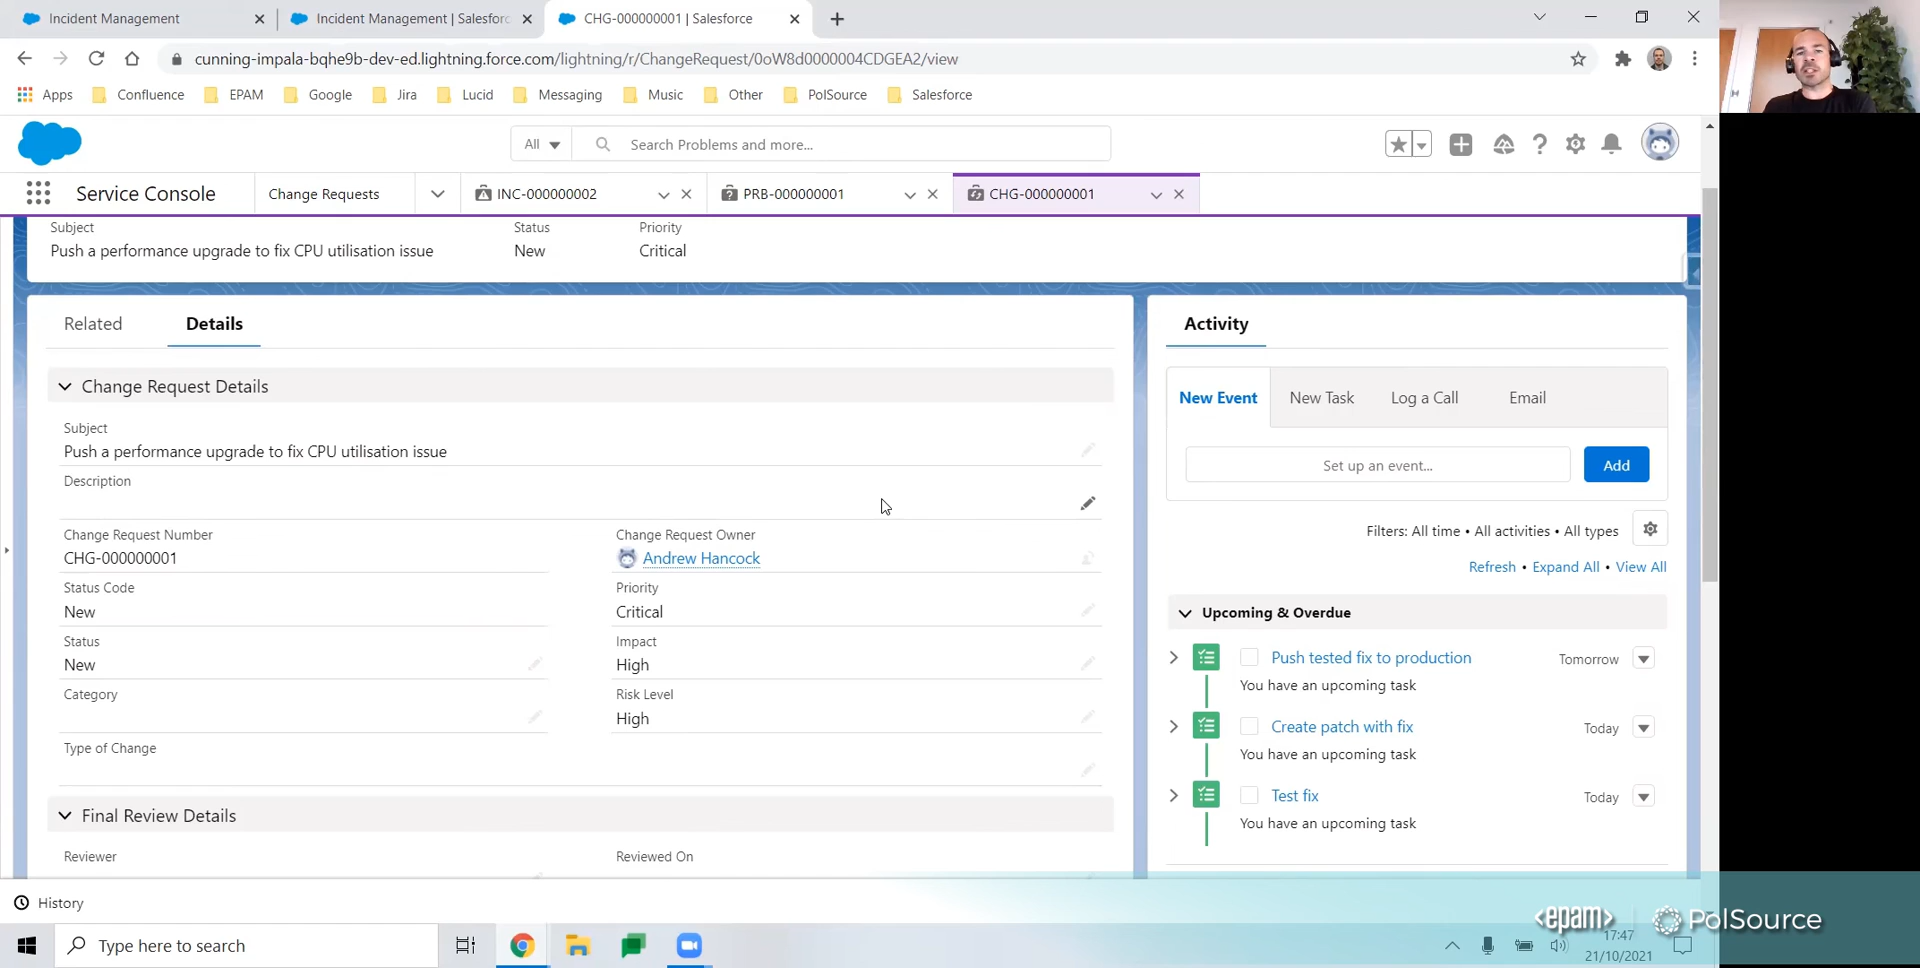 Incident Management
Incident Management | Salesforc
CHG-000000001 | Salesforce
cunning-impala-bqhe9b-dev-ed.lightning.force.com/lightning/r/ChangeRequest/0oW8d0000004CDGEA2/view
Apps Confluence EPAM Google Jira Lucid Messaging Music Other PolSource Salesforce
All Search Problems and more...
Service Console Change Requests INC-000000002 PRB-000000001 CHG-000000001
Subject Status Priority
Push a performance upgrade to fix CPU utilisation issue New Critical
Related Details
Change Request Details
Subject
Push a performance upgrade to fix CPU utilisation issue
Description
Change Request Number Change Request Owner
CHG-000000001 Andrew Hancock
Status Code Priority
New Critical
Status Impact
New High
Category Risk Level
High
Type of Change
Final Review Details
Reviewer Reviewed On
Activity
New Event New Task Log a Call Email
Set up an event... Add
Filters: All time • All activities • All types
Refresh • Expand All • View All
Upcoming & Overdue
Push tested fix to production Tomorrow
You have an upcoming task
Create patch with fix Today
You have an upcoming task
Test fix Today
You have an upcoming task
History
Type here to search
<epam> PolSource
17:47
21/10/2021